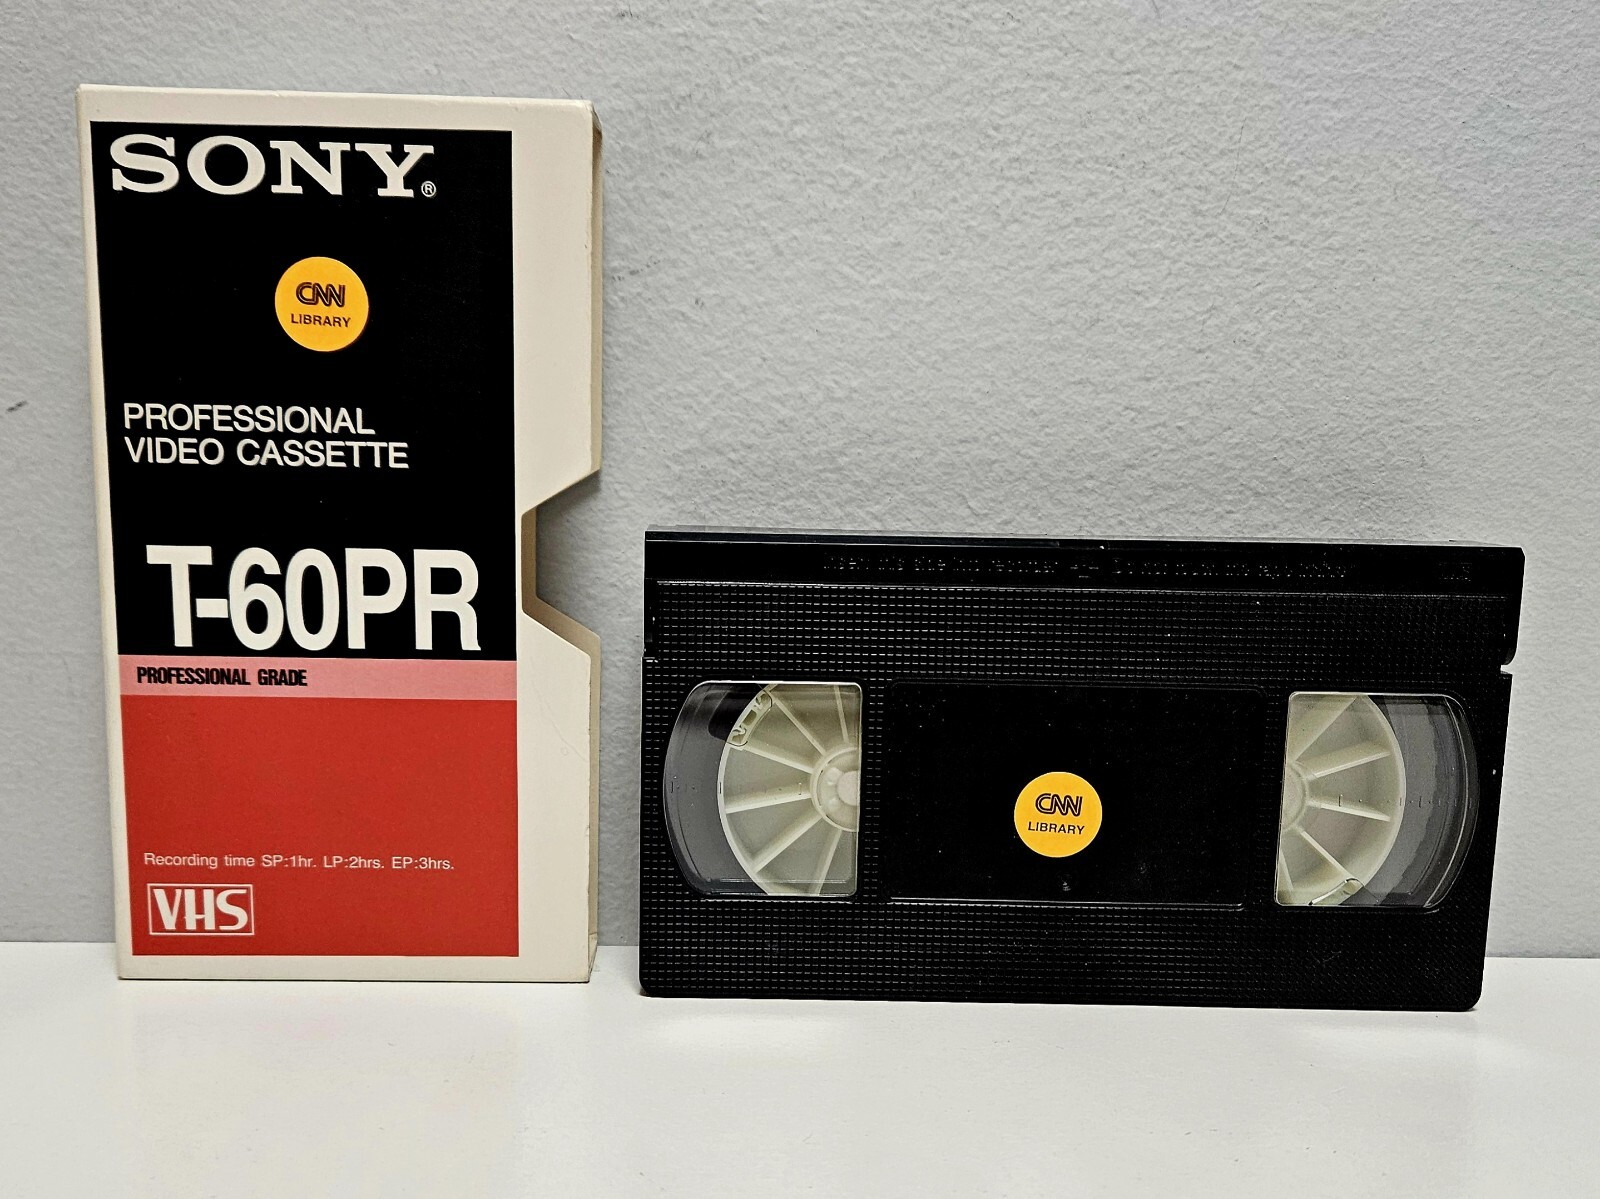 SONY®
CNN
LIBRARY
PROFESSIONAL
VIDEO CASSETTE
T-60PR
PROFESSIONAL GRADE
Recording time SP:1hr. LP:2hrs. EP:3hrs.
VHS
CNN
LIBRARY